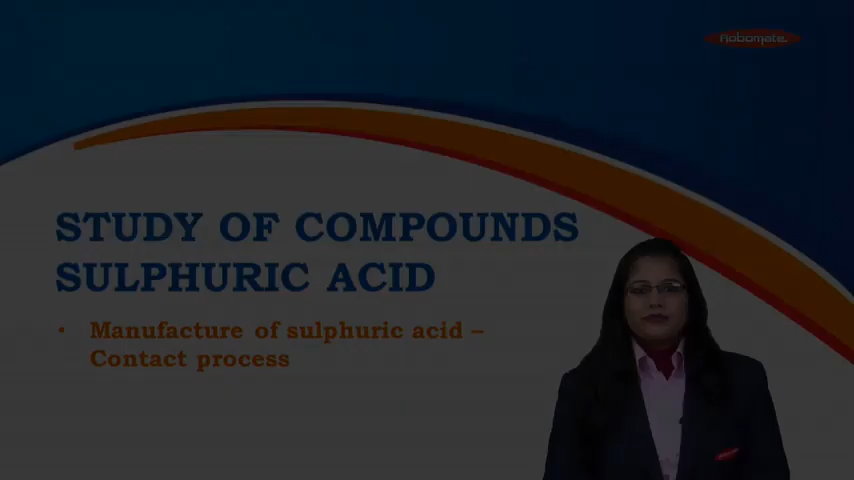 Robomate
STUDY OF COMPOUNDS
SULPHURIC ACID
• Manufacture of sulphuric acid –
Contact process